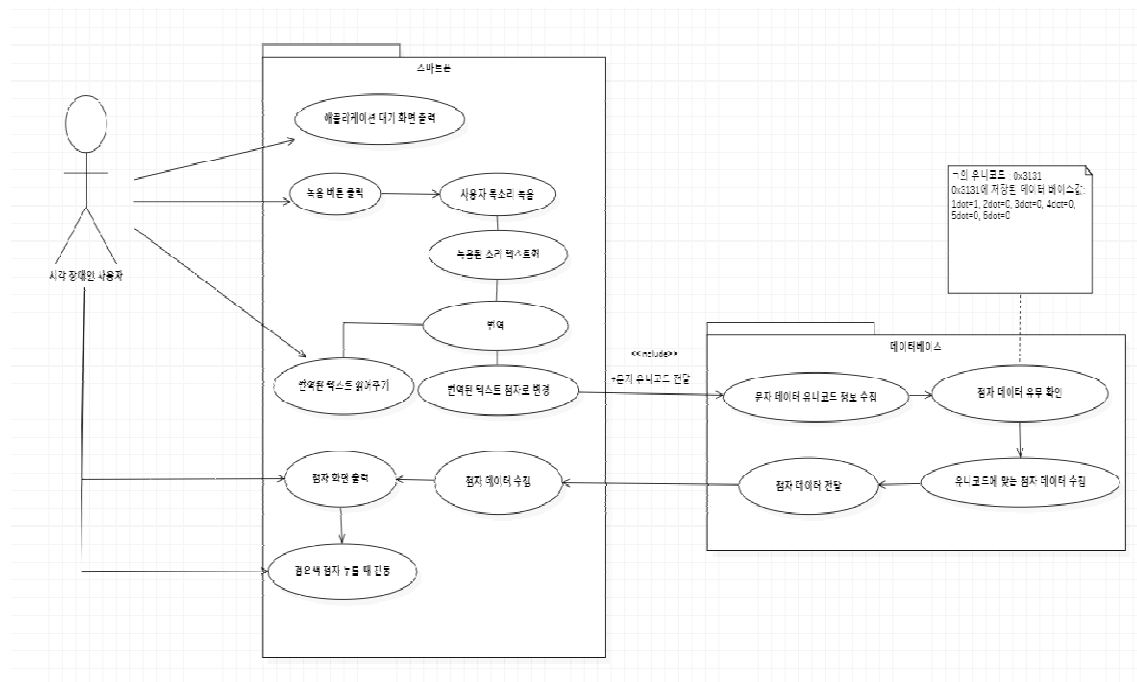 스마트폰
애플리케이션 대기 화면 출력
녹음 버튼 클릭
사용자 목소리 녹음
녹음된 소리 텍스트화
번역
번역된 텍스트 읽어주기
번역된 텍스트 점자로 변경
점자 화면 출력
점자 데이터 수집
검은색 점자 누를 때 진동
시각 장애인 사용자
<<include>>
+문자 유니코드 전달
ㄱ의 유니코드 : 0x3131
0x3131에 저장된 데이터 베이스값:
1dot=1, 2dot=0, 3dot=0, 4dot=0,
5dot=0, 6dot=0
데이터베이스
문자 데이터 유니코드 정보 수집
점자 데이터 유무 확인
점자 데이터 전달
유니코드에 맞는 점자 데이터 수집